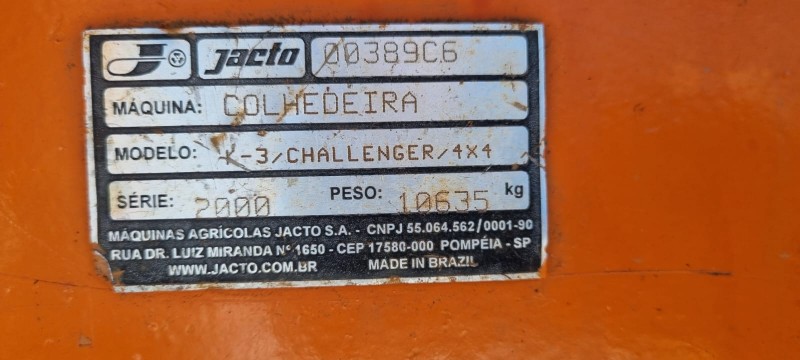 Jacto 00389C6
MÁQUINA: COLHEDEIRA
MODELO: K-3/CHALLENGER/4X4
SÉRIE: 2000 PESO: 10635 kg
MÁQUINAS AGRÍCOLAS JACTO S.A. - CNPJ 55.064.562/0001-90
RUA DR. LUIZ MIRANDA N° 1650 - CEP 17580-000 POMPÉIA - SP
WWW.JACTO.COM.BR MADE IN BRAZIL